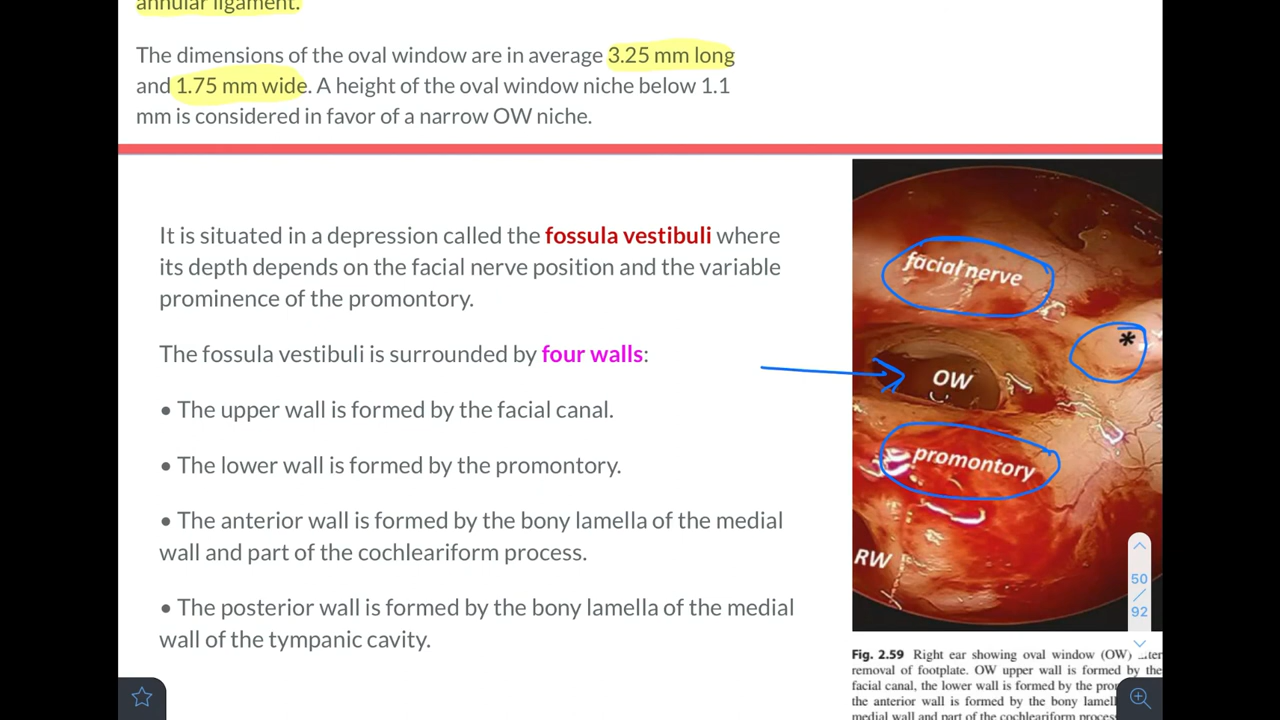 annular ligament.
The dimensions of the oval window are in average 3.25 mm long
and 1.75 mm wide. A height of the oval window niche below 1.1
mm is considered in favor of a narrow OW niche.
It is situated in a depression called the fossula vestibuli where
its depth depends on the facial nerve position and the variable
prominence of the promontory.
The fossula vestibuli is surrounded by four walls:
• The upper wall is formed by the facial canal.
• The lower wall is formed by the promontory.
• The anterior wall is formed by the bony lamella of the medial
wall and part of the cochleariform process.
• The posterior wall is formed by the bony lamella of the medial
wall of the tympanic cavity.
facial nerve
*
OW
promontory
RW
50
/
92
Fig. 2.59 Right ear showing oval window (OW)
removal of footplate. OW upper wall is formed by the
facial canal, the lower wall is formed by the
the anterior wall is formed by the bony
medial wall and part of the cochleariform